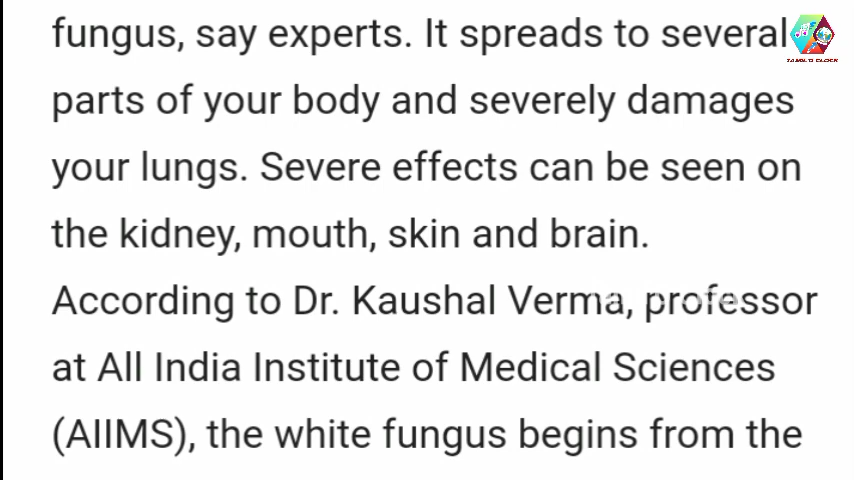 fungus, say experts. It spreads to several
parts of your body and severely damages
your lungs. Severe effects can be seen on
the kidney, mouth, skin and brain.
According to Dr. Kaushal Verma, professor
at All India Institute of Medical Sciences
(AIIMS), the white fungus begins from the